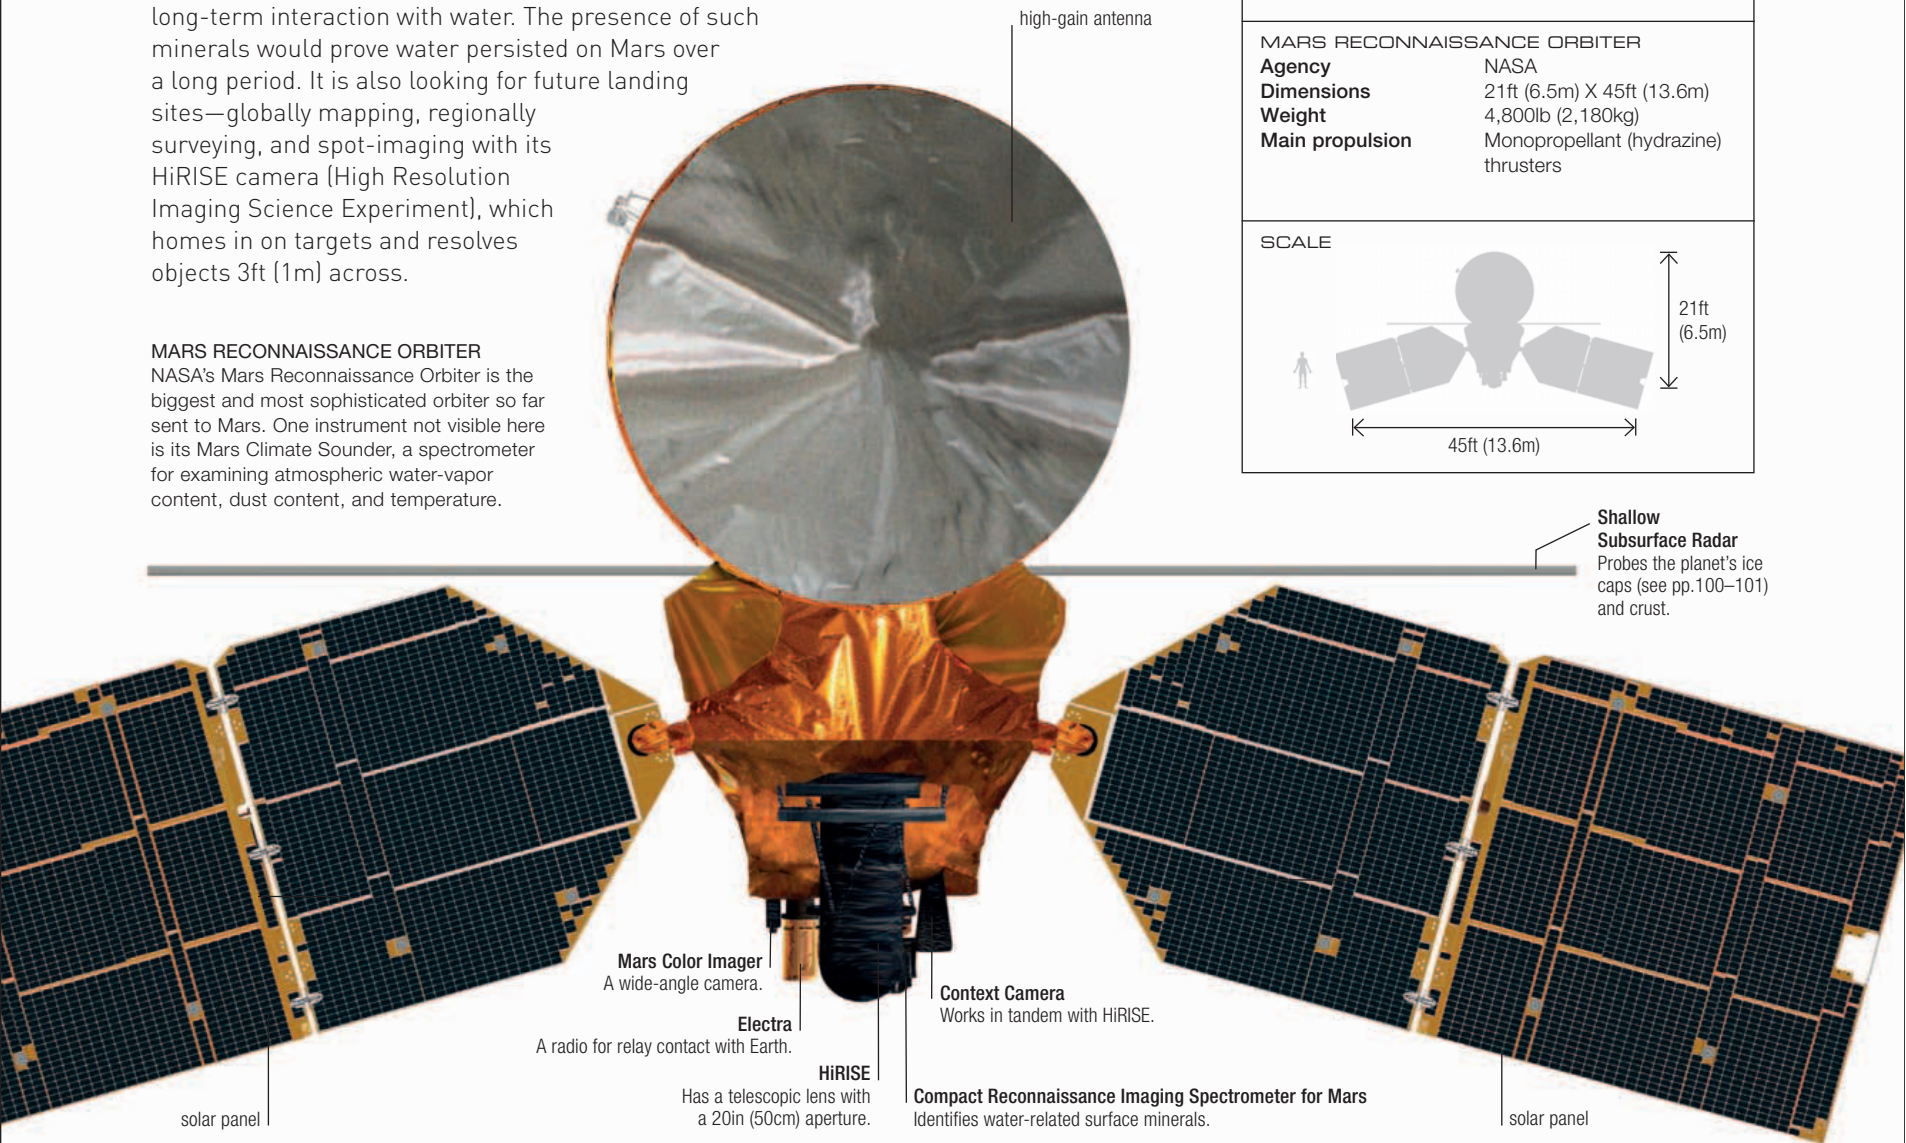 long-term interaction with water. The presence of such
minerals would prove water persisted on Mars over
a long period. It is also looking for future landing
sites—globally mapping, regionally
surveying, and spot-imaging with its
HiRISE camera (High Resolution
Imaging Science Experiment), which
homes in on targets and resolves
objects 3ft (1m) across.
MARS RECONNAISSANCE ORBITER
NASA's Mars Reconnaissance Orbiter is the
biggest and most sophisticated orbiter so far
sent to Mars. One instrument not visible here
is its Mars Climate Sounder, a spectrometer
for examining atmospheric water-vapor
content, dust content, and temperature.
high-gain antenna
MARS RECONNAISSANCE ORBITER
Agency NASA
Dimensions 21ft (6.5m) X 45ft (13.6m)
Weight 4,800lb (2,180kg)
Main propulsion Monopropellant (hydrazine)
thrusters
SCALE
21ft
(6.5m)
45ft (13.6m)
Shallow
Subsurface Radar
Probes the planet's ice
caps (see pp.100–101)
and crust.
Mars Color Imager
A wide-angle camera.
Electra
A radio for relay contact with Earth.
HiRISE
Has a telescopic lens with
a 20in (50cm) aperture.
Context Camera
Works in tandem with HiRISE.
Compact Reconnaissance Imaging Spectrometer for Mars
Identifies water-related surface minerals.
solar panel
solar panel